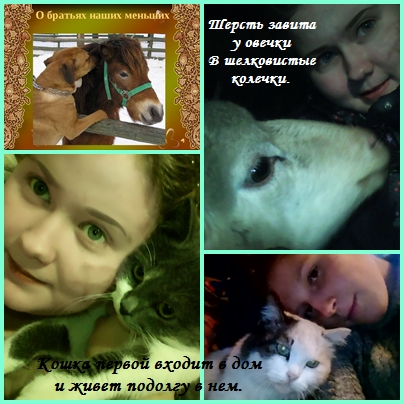 О братьях наших меньших
Шерсть завита
у овечки
В шелковистые
колечки.
Кошка первой входит в дом
и живет подолгу в нем.